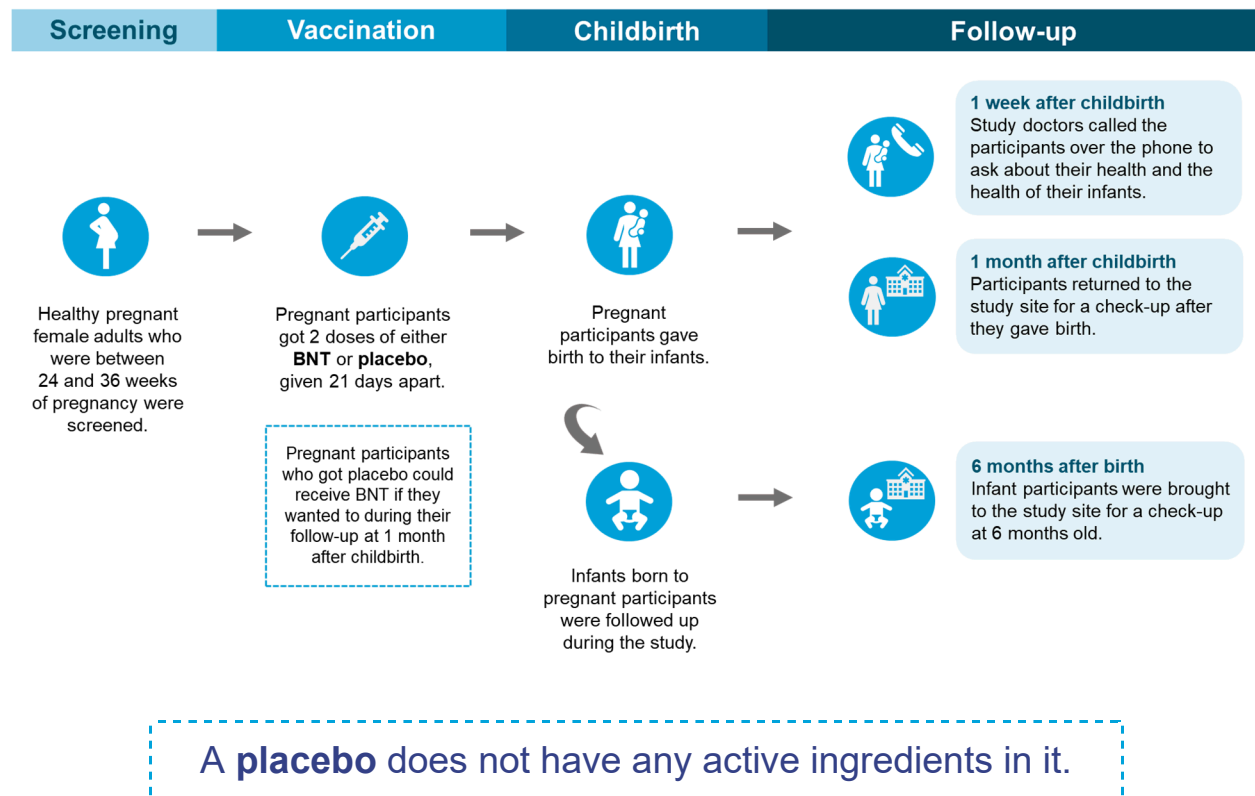 Screening
Vaccination
Childbirth
Follow-up
Healthy pregnant
female adults who
were between
24 and 36 weeks
of pregnancy were
screened.
Pregnant participants
got 2 doses of either
BNT or placebo,
given 21 days apart.
Pregnant participants
who got placebo could
receive BNT if they
wanted to during their
follow-up at 1 month
after childbirth.
Pregnant
participants gave
birth to their infants.
Infants born to
pregnant participants
were followed up
during the study.
1 week after childbirth
Study doctors called the
participants over the phone to
ask about their health and the
health of their infants.
1 month after childbirth
Participants returned to the
study site for a check-up after
they gave birth.
6 months after birth
Infant participants were brought
to the study site for a check-up
at 6 months old.
A placebo does not have any active ingredients in it.